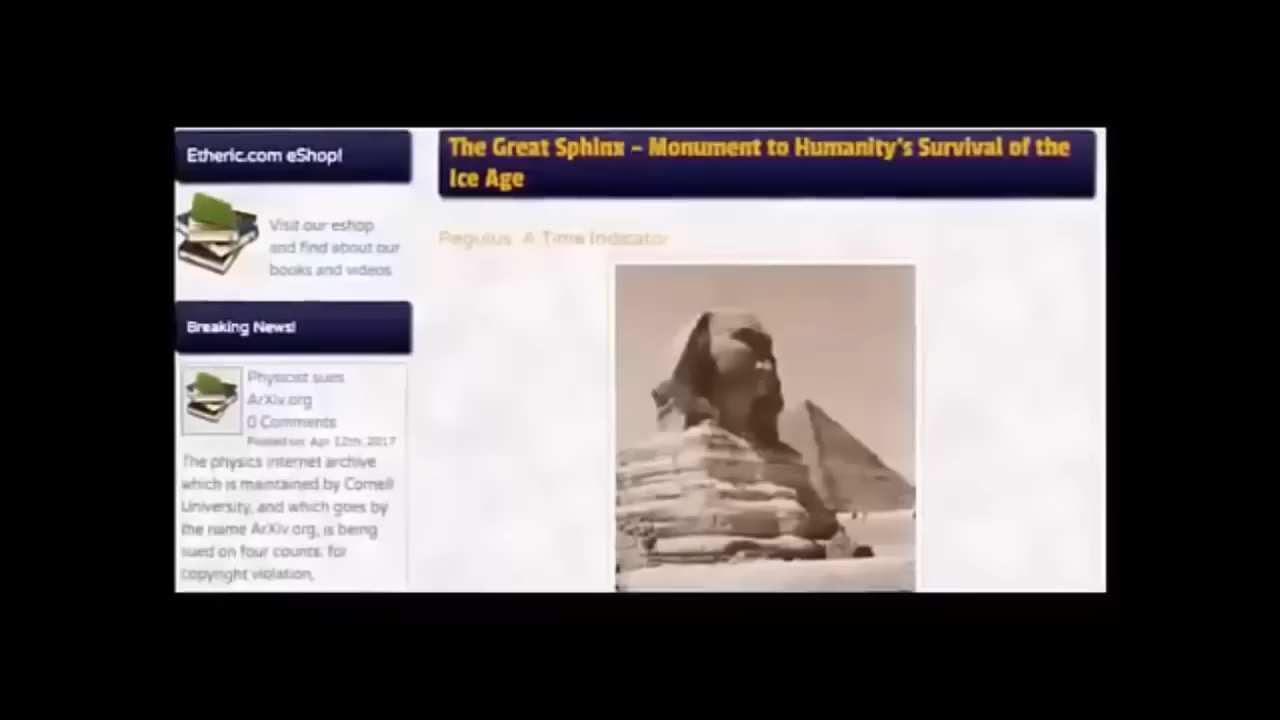 Etheric.com eShop!
Visit our eshop
and find about our
books and videos
Breaking News!
Physicist sues
ArXiv.org
0 Comments
Posted on: Apr 12th, 2017
The physics internet archive
which is maintained by Cornell
University, and which goes by
the name ArXiv.org, is being
sued on four counts: for
copyright violation,
The Great Sphinx – Monument to Humanity's Survival of the
Ice Age
Regulus: A Time Indicator